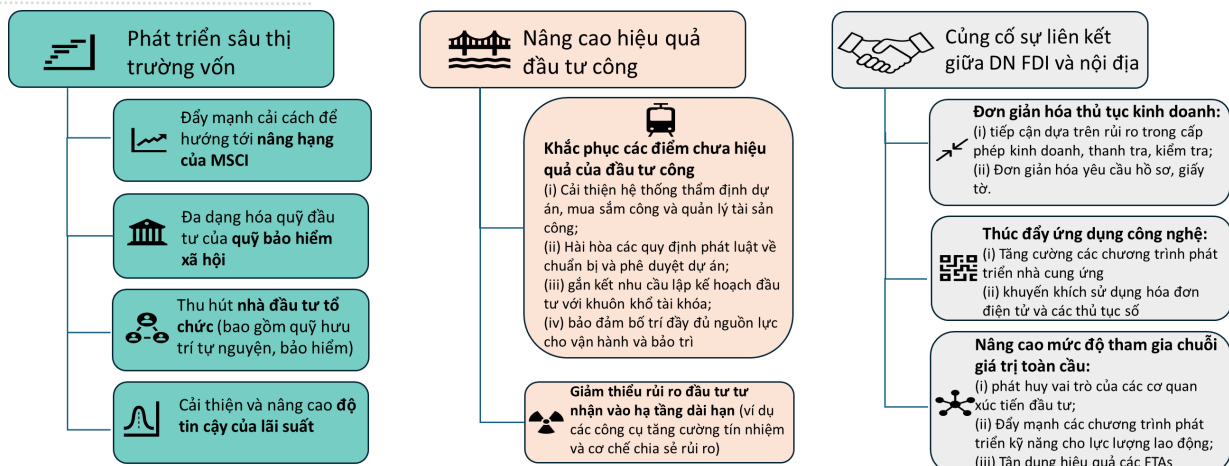 Phát triển sâu thị
trường vốn
Đẩy mạnh cải cách để
hướng tới nâng hạng
của MSCI
Đa dạng hóa quỹ đầu
tư của quỹ bảo hiểm
xã hội
Thu hút nhà đầu tư tổ
chức (bao gồm quỹ hưu
trí tự nguyện, bảo hiểm)
Cải thiện và nâng cao độ
tin cậy của lãi suất
Nâng cao hiệu quả
đầu tư công
Khắc phục các điểm chưa hiệu
quả của đầu tư công
(i) Cải thiện hệ thống thẩm định dự
án, mua sắm công và quản lý tài sản
công;
(ii) Hài hòa các quy định phát luật về
chuẩn bị và phê duyệt dự án;
(iii) gắn kết nhu cầu lập kế hoạch đầu
tư với khuôn khổ tài khóa;
(iv) bảo đảm bố trí đầy đủ nguồn lực
cho vận hành và bảo trì
Giảm thiểu rủi ro đầu tư tư
nhận vào hạ tầng dài hạn (ví dụ
các công cụ tăng cường tín nhiệm
và cơ chế chia sẻ rủi ro)
Củng cố sự liên kết
giữa DN FDI và nội địa
Đơn giản hóa thủ tục kinh doanh:
(i) tiếp cận dựa trên rủi ro trong cấp
phép kinh doanh, thanh tra, kiểm tra;
(ii) Đơn giản hóa yêu cầu hồ sơ, giấy
tờ.
Thúc đẩy ứng dụng công nghệ:
(i) Tăng cường các chương trình phát
triển nhà cung ứng
(ii) khuyến khích sử dụng hóa đơn
điện tử và các thủ tục số
Nâng cao mức độ tham gia chuỗi
giá trị toàn cầu:
(i) phát huy vai trò của các cơ quan
xúc tiến đầu tư;
(ii) Đẩy mạnh các chương trình phát
triển kỹ năng cho lực lượng lao động;
(iii) Tận dụng hiệu quả các FTAs